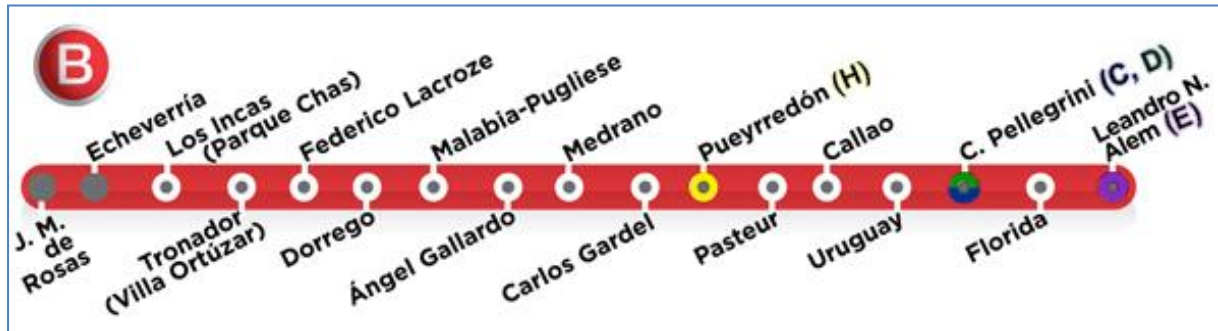 B
Echeverría
Los Incas
(Parque Chas)
Federico Lacroze
Malabia-Pugliese
Medrano
Pueyrredón (H)
Callao
C. Pellegrini (C, D)
Leandro N.
Alem (E)
J. M.
de
Rosas
Tronador
(Villa Ortúzar)
Dorrego
Ángel Gallardo
Carlos Gardel
Pasteur
Uruguay
Florida